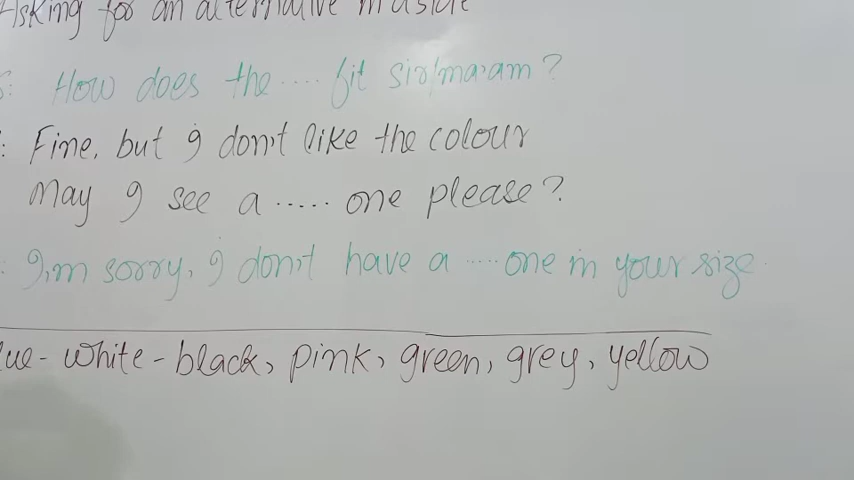 Asking for an alternative
S: How does the .... fit sir/ma,am?
: Fine, but I don't like the colour
may I see a ..... one please?
: I,m sorry, I don't have a ..... one in your size
ue - white - black, pink, green, grey, yellow